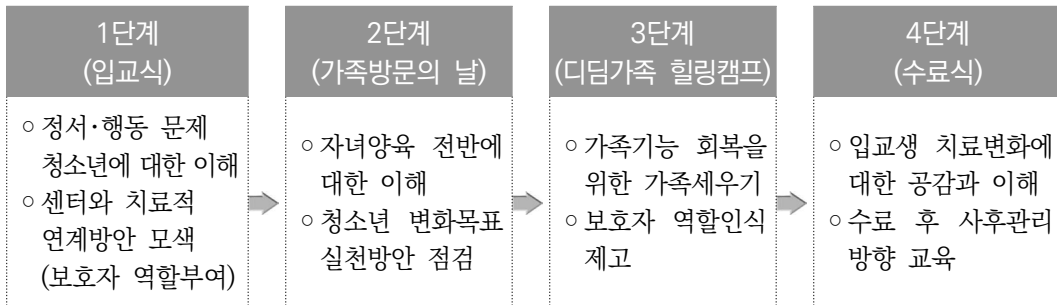 1단계
(입교식)
○ 정서·행동 문제
청소년에 대한 이해
○ 센터와 치료적
연계방안 모색
(보호자 역할부여)
2단계
(가족방문의 날)
○ 자녀양육 전반에
대한 이해
○ 청소년 변화목표
실천방안 점검
3단계
(디딤가족 힐링캠프)
○ 가족기능 회복을
위한 가족세우기
○ 보호자 역할인식
제고
4단계
(수료식)
○ 입교생 치료변화에
대한 공감과 이해
○ 수료 후 사후관리
방향 교육